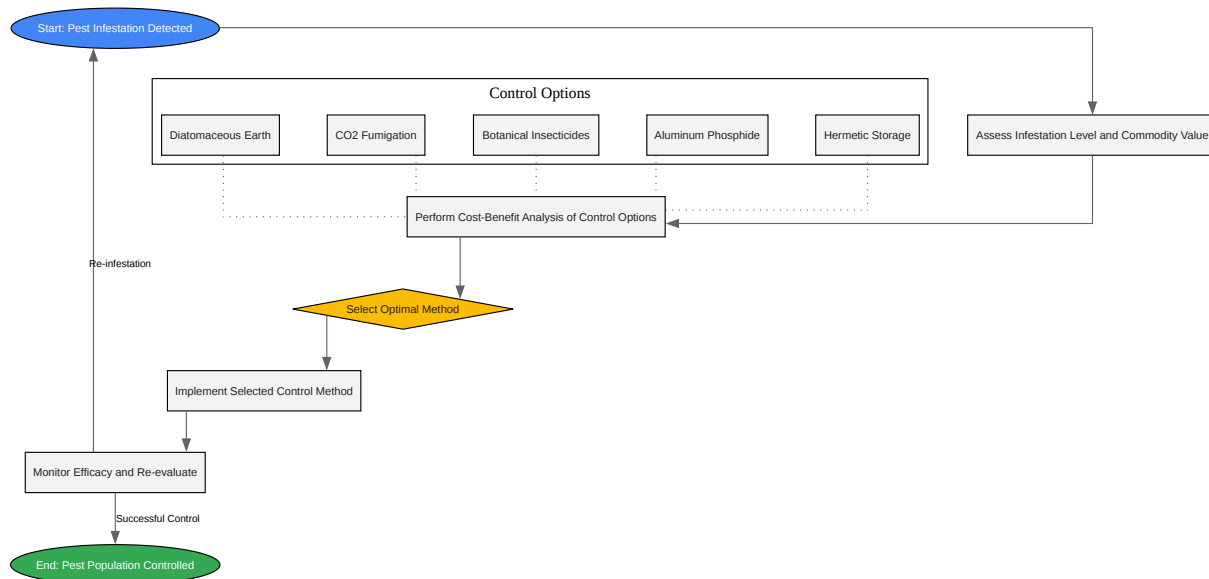 Start: Pest Infestation Detected
Control Options
Diatomaceous Earth
CO2 Fumigation
Botanical Insecticides
Aluminum Phosphide
Hermetic Storage
Assess Infestation Level and Commodity Value
Perform Cost-Benefit Analysis of Control Options
Re-infestation
Select Optimal Method
Implement Selected Control Method
Monitor Efficacy and Re-evaluate
Successful Control
End: Pest Population Controlled